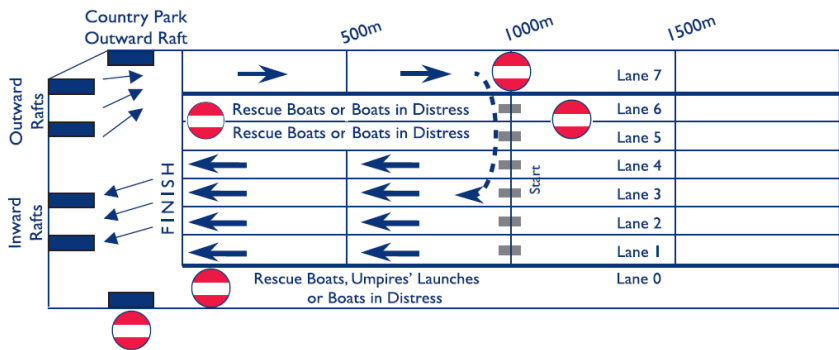 Country Park
Outward Raft
500m
1000m
1500m
Outward
Rafts
Lane 7
Rescue Boats or Boats in Distress
Lane 6
Rescue Boats or Boats in Distress
Lane 5
Lane 4
Lane 3
Lane 2
Lane 1
Start
FINISH
Inward
Rafts
Rescue Boats, Umpires' Launches
or Boats in Distress
Lane 0